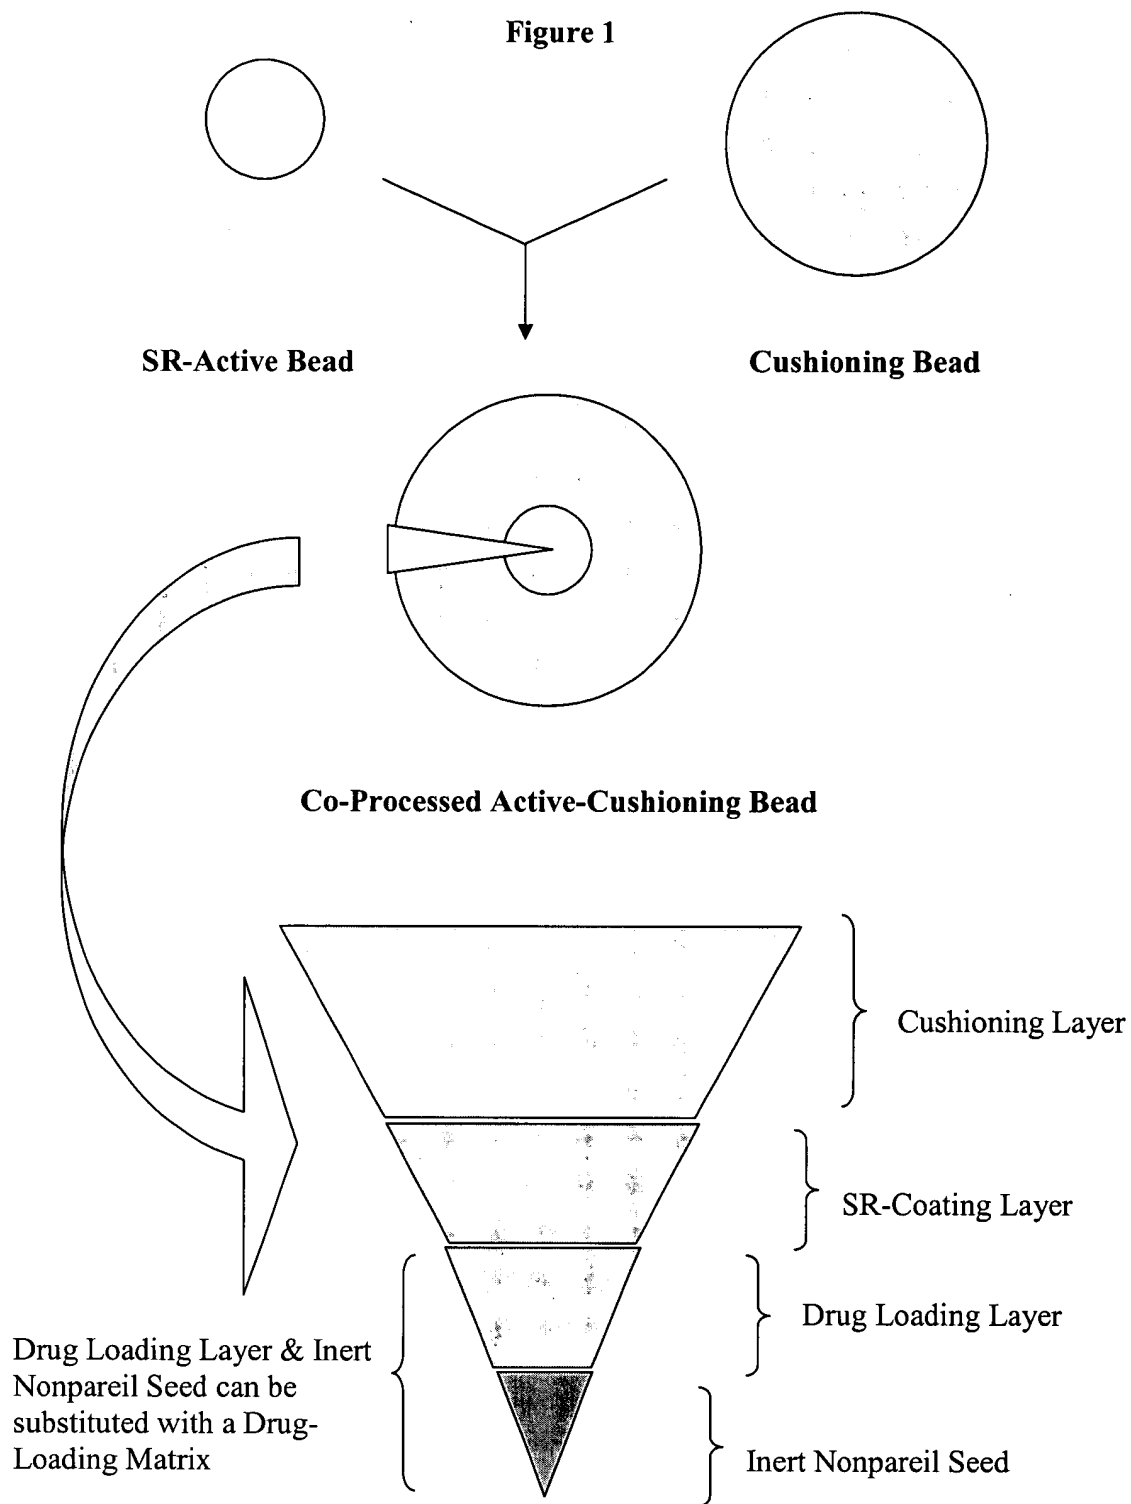 Figure 1
SR-Active Bead
Cushioning Bead
Co-Processed Active-Cushioning Bead
Cushioning Layer
SR-Coating Layer
Drug Loading Layer
Drug Loading Layer & Inert
Nonpareil Seed can be
substituted with a Drug-
Loading Matrix
Inert Nonpareil Seed